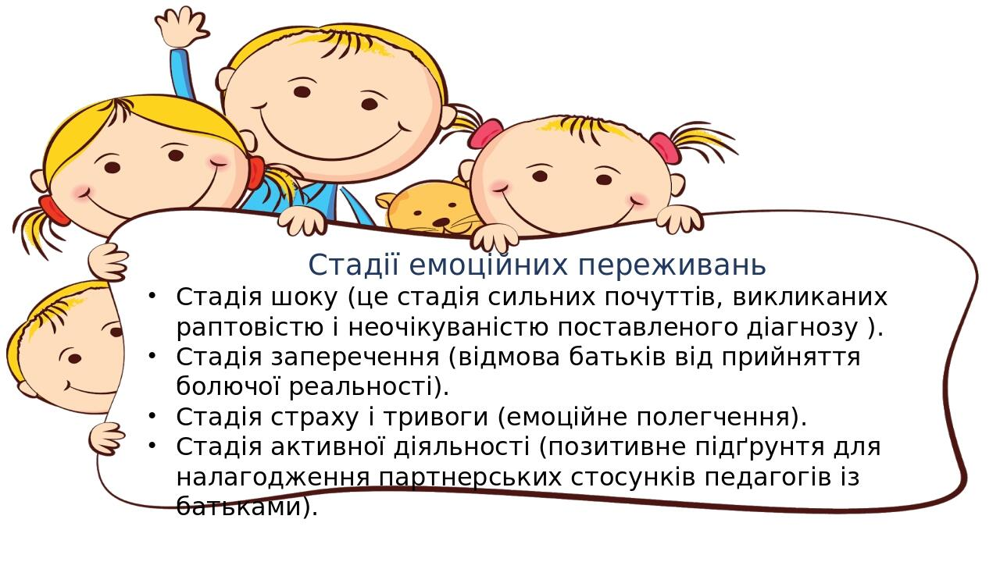 Стадії емоційних переживань
• Стадія шоку (це стадія сильних почуттів, викликаних
раптовістю і неочікуваністю поставленого діагнозу ).
• Стадія заперечення (відмова батьків від прийняття
болючої реальності).
• Стадія страху і тривоги (емоційне полегчення).
• Стадія активної діяльності (позитивне підґрунтя для
налагодження партнерських стосунків педагогів із
батьками).